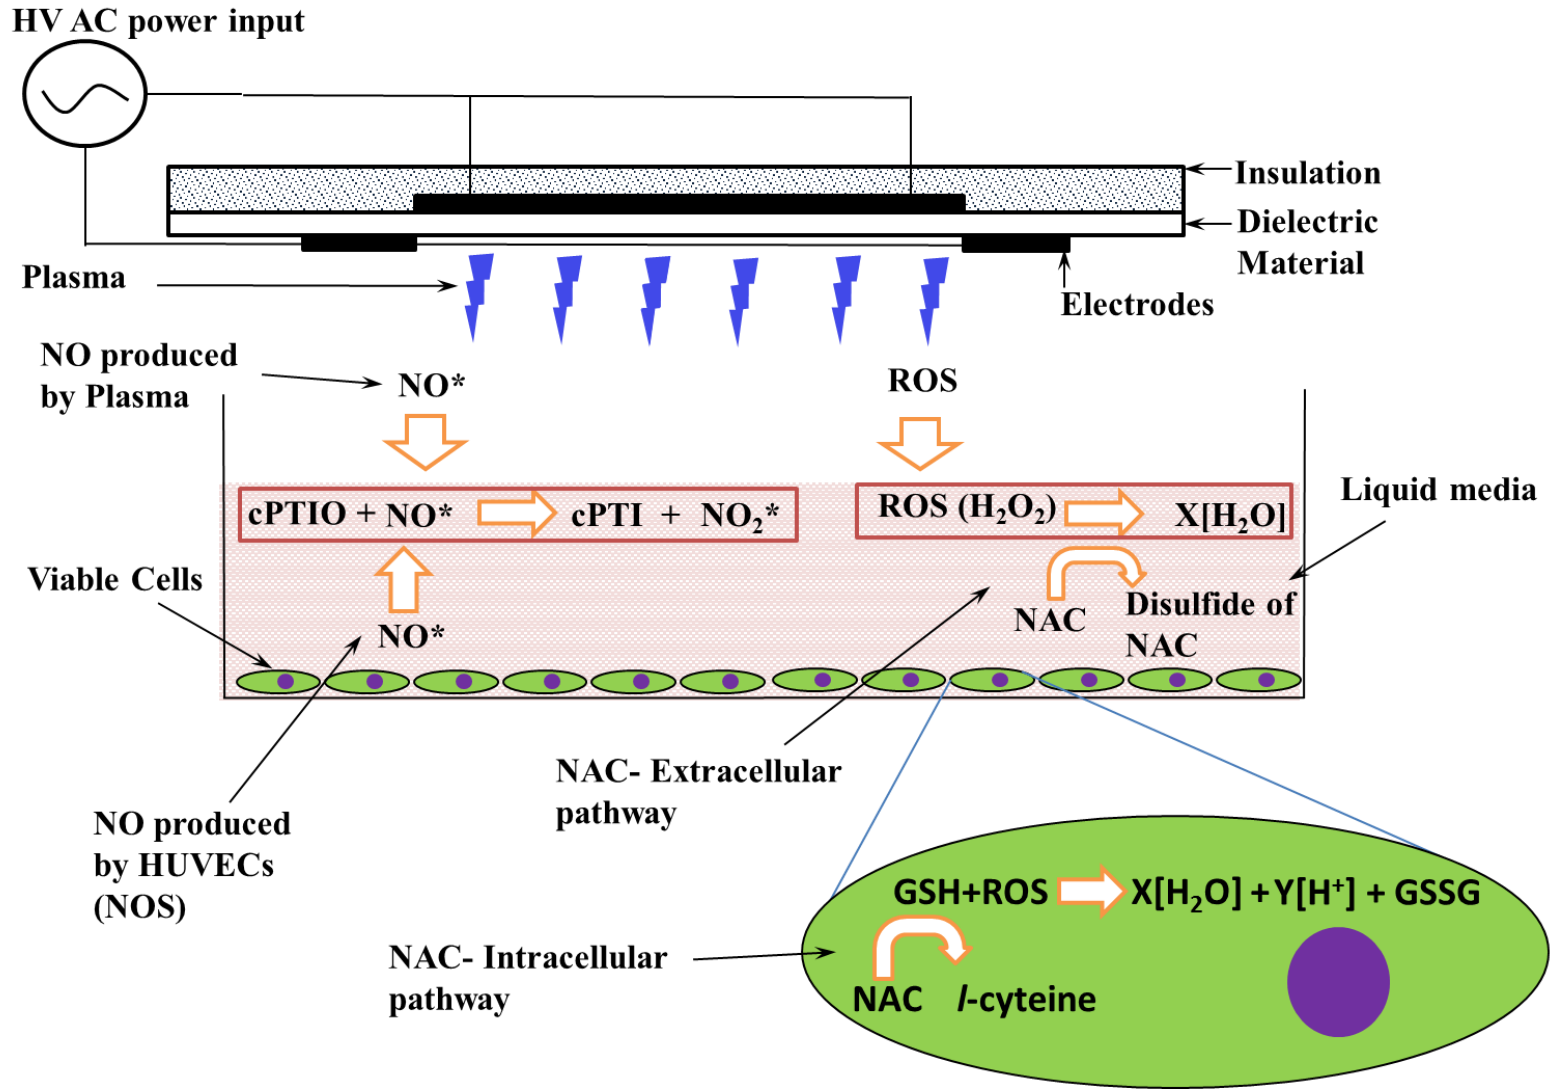 HV AC power input
Insulation
Dielectric
Material
Electrodes
Plasma
NO produced
by Plasma
NO*
ROS
Liquid media
cPTIO + NO* cPTI + NO₂*
ROS (H₂O₂) X[H₂O]
Viable Cells
NO*
NAC
Disulfide of
NAC
NAC- Extracellular
pathway
NO produced
by HUVECs
(NOS)
GSH+ROS X[H₂O] + Y[H⁺] + GSSG
NAC- Intracellular
pathway
NAC l-cyteine